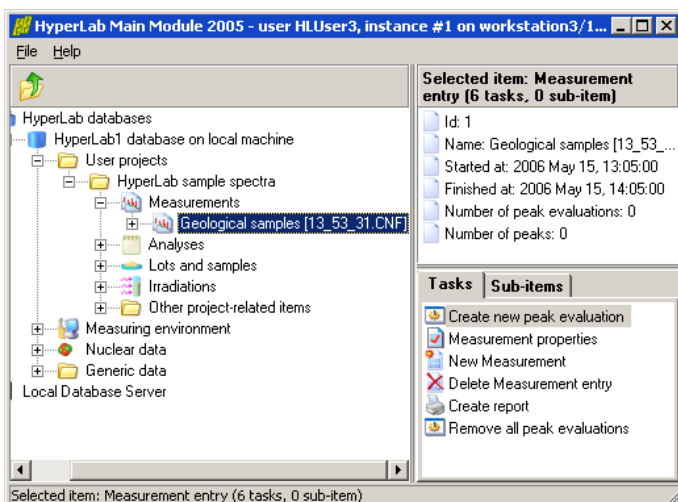 HyperLab Main Module 2005 - user HLUser3, instance #1 on workstation3/1...
File Help
HyperLab databases
HyperLab1 database on local machine
User projects
HyperLab sample spectra
Measurements
Geological samples [13_53_31.CNF]
Analyses
Lots and samples
Irradiations
Other project-related items
Measuring environment
Nuclear data
Generic data
Local Database Server
Selected item: Measurement
entry (6 tasks, 0 sub-item)
Id: 1
Name: Geological samples [13_53_...
Started at: 2006 May 15, 13:05:00
Finished at: 2006 May 15, 14:05:00
Number of peak evaluations: 0
Number of peaks: 0
Tasks Sub-items
Create new peak evaluation
Measurement properties
New Measurement
Delete Measurement entry
Create report
Remove all peak evaluations
Selected item: Measurement entry (6 tasks, 0 sub-item)